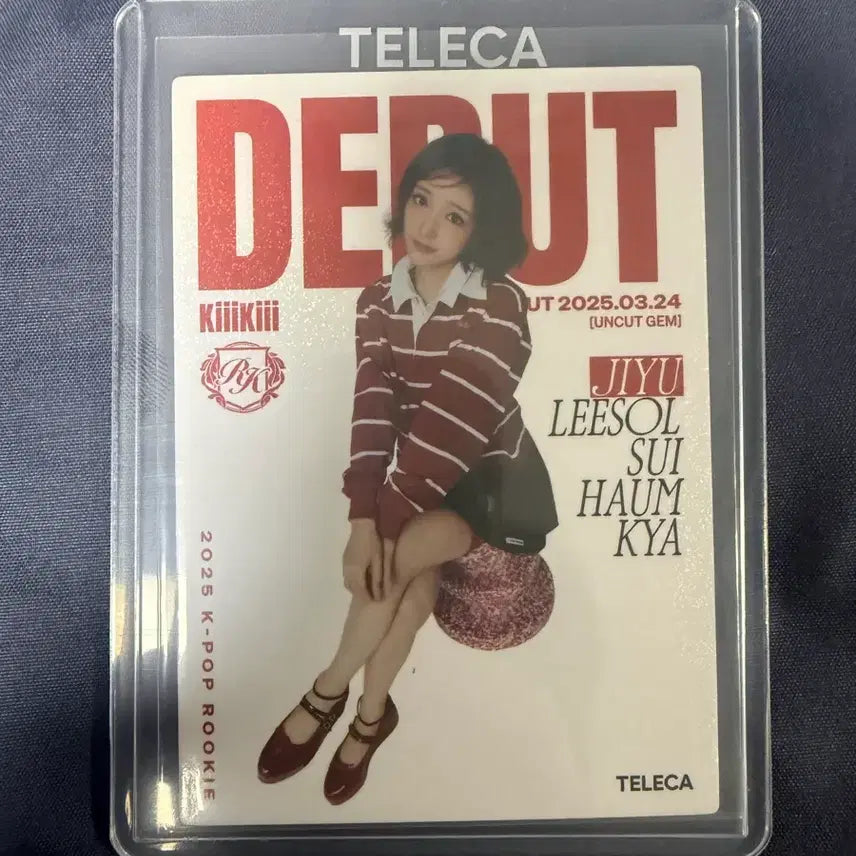 TELECA
DEBUT
KiiiKiii
UT 2025.03.24
[UNCUT GEM]
RK
JIYU
LEESOL
SUI
HAUM
KYA
2025 K-POP ROOKIE
TELECA